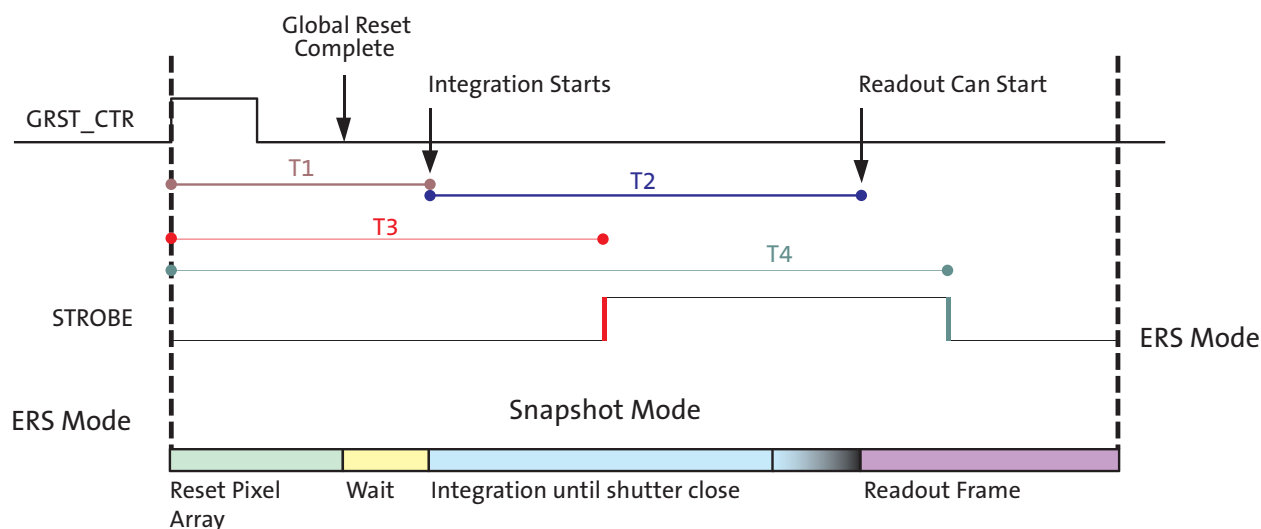 Global Reset
Complete
Integration Starts
Readout Can Start
GRST_CTR
T1
T2
T3
T4
STROBE
ERS Mode
ERS Mode
Snapshot Mode
Reset Pixel
Array
Wait
Integration until shutter close
Readout Frame